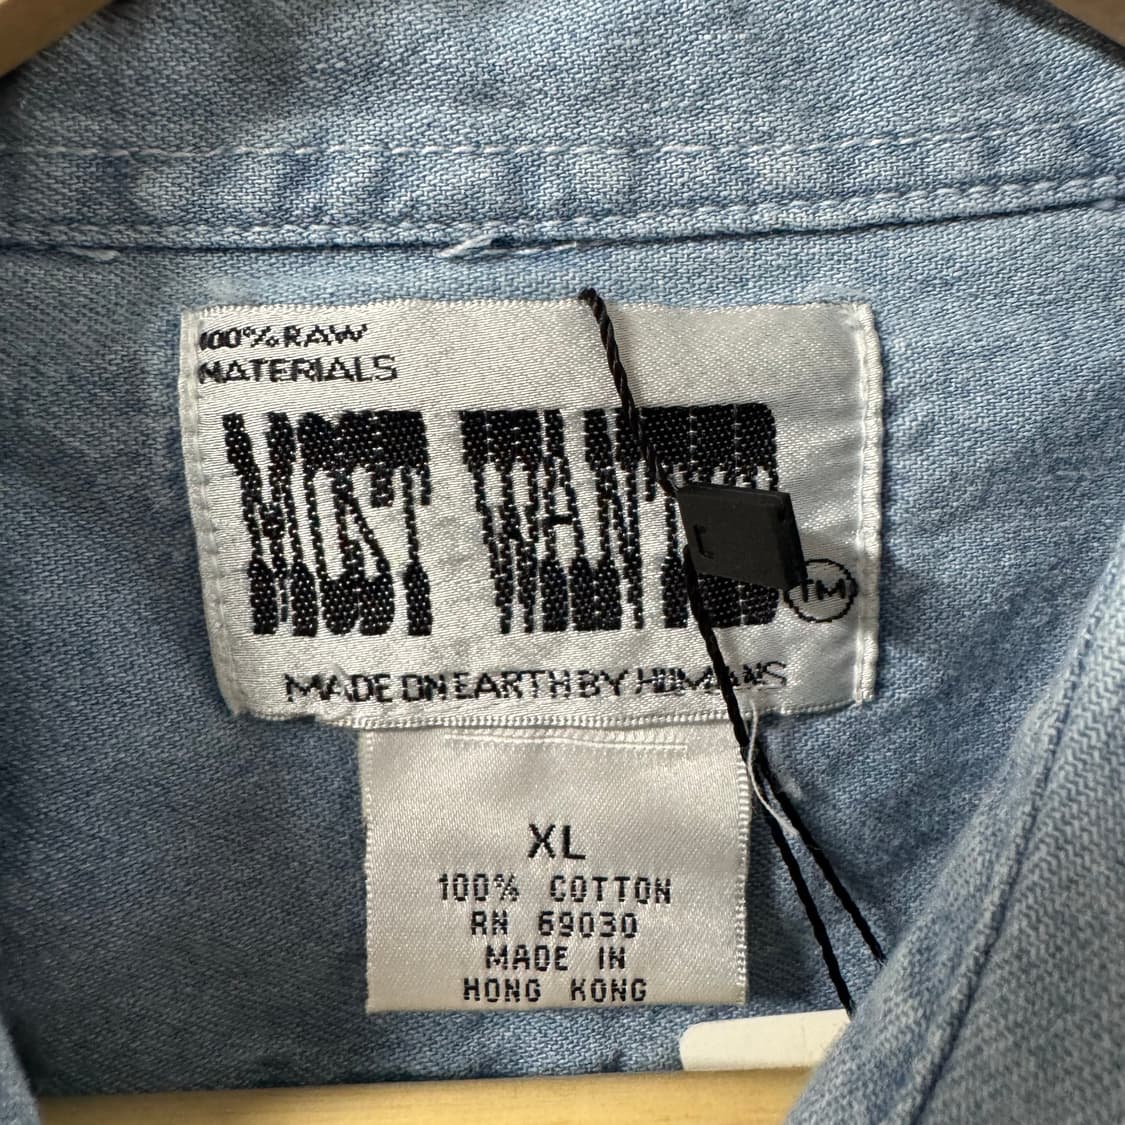 100% RAW
MATERIALS
MOST WANTED
TM
MADE ON EARTH BY HUMANS
XL
100% COTTON
RN 69030
MADE IN
HONG KONG